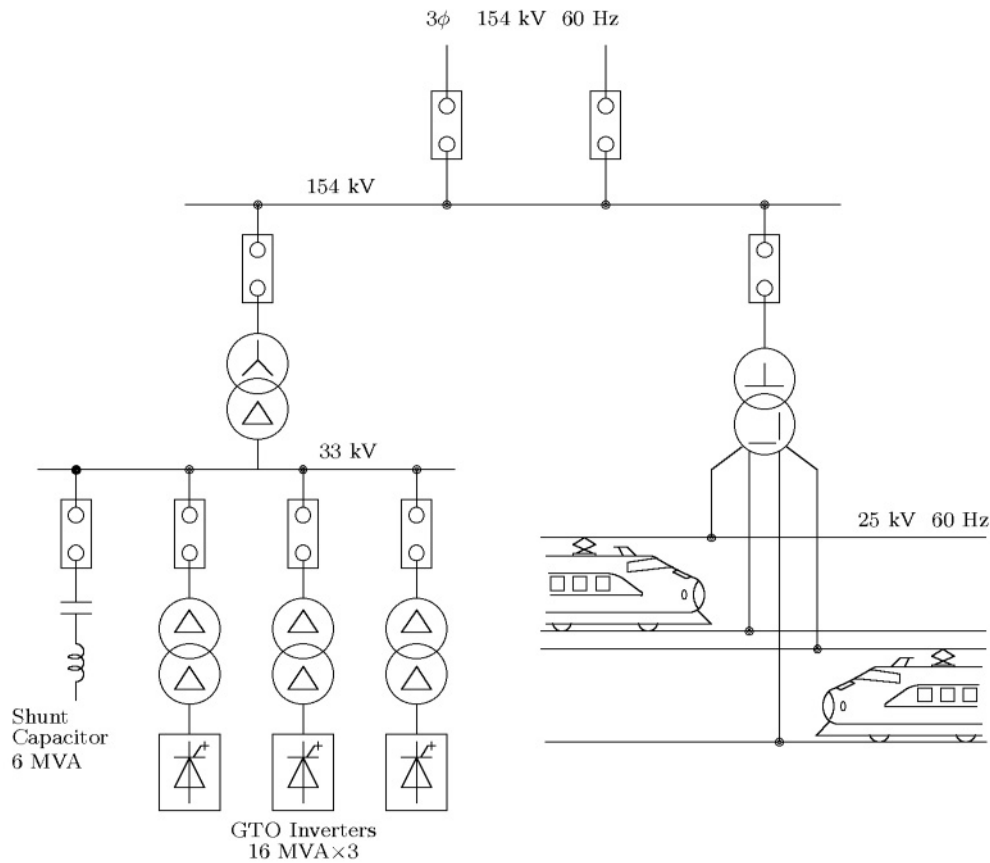 3ϕ 154 kV 60 Hz
154 kV
33 kV
25 kV 60 Hz
Shunt
Capacitor
6 MVA
GTO Inverters
16 MVA×3